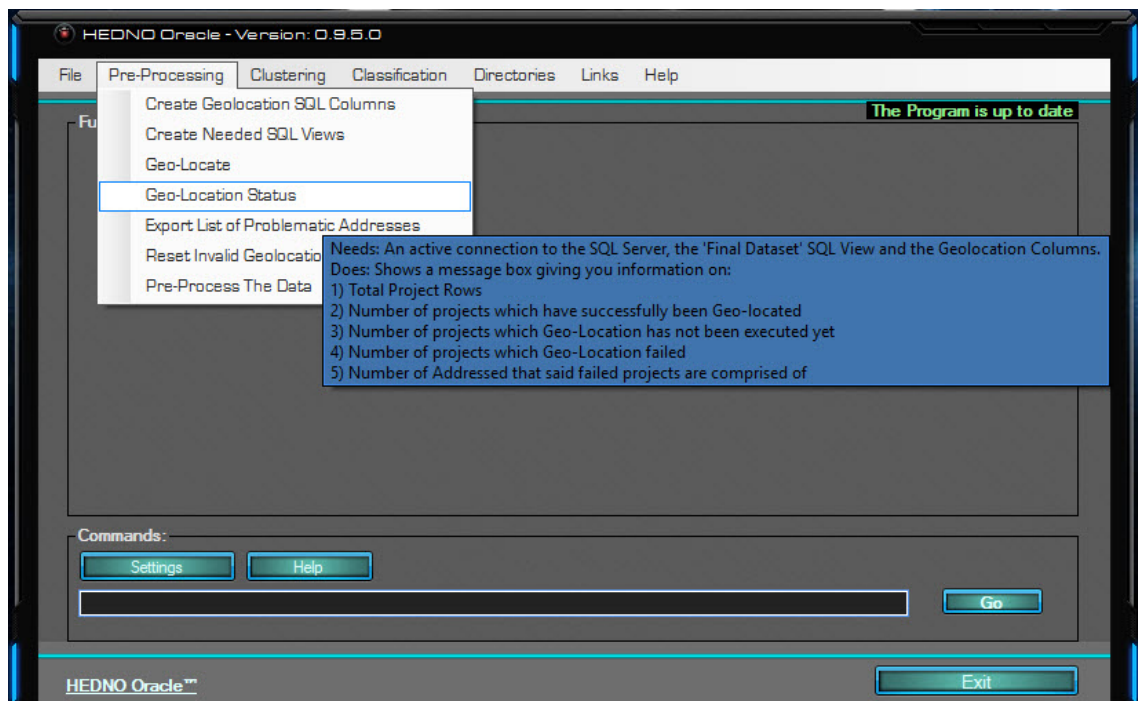 HEDNO Oracle - Version: 0.9.5.0
File Pre-Processing Clustering Classification Directories Links Help
The Program is up to date
Fu
Create Geolocation SQL Columns
Create Needed SQL Views
Geo-Locate
Geo-Location Status
Export List of Problematic Addresses
Reset Invalid Geolocatio
Pre-Process The Data
Needs: An active connection to the SQL Server, the 'Final Dataset' SQL View and the Geolocation Columns.
Does: Shows a message box giving you information on:
1) Total Project Rows
2) Number of projects which have successfully been Geo-located
3) Number of projects which Geo-Location has not been executed yet
4) Number of projects which Geo-Location failed
5) Number of Addressed that said failed projects are comprised of
Commands:
Settings Help
Go
HEDNO Oracle™
Exit